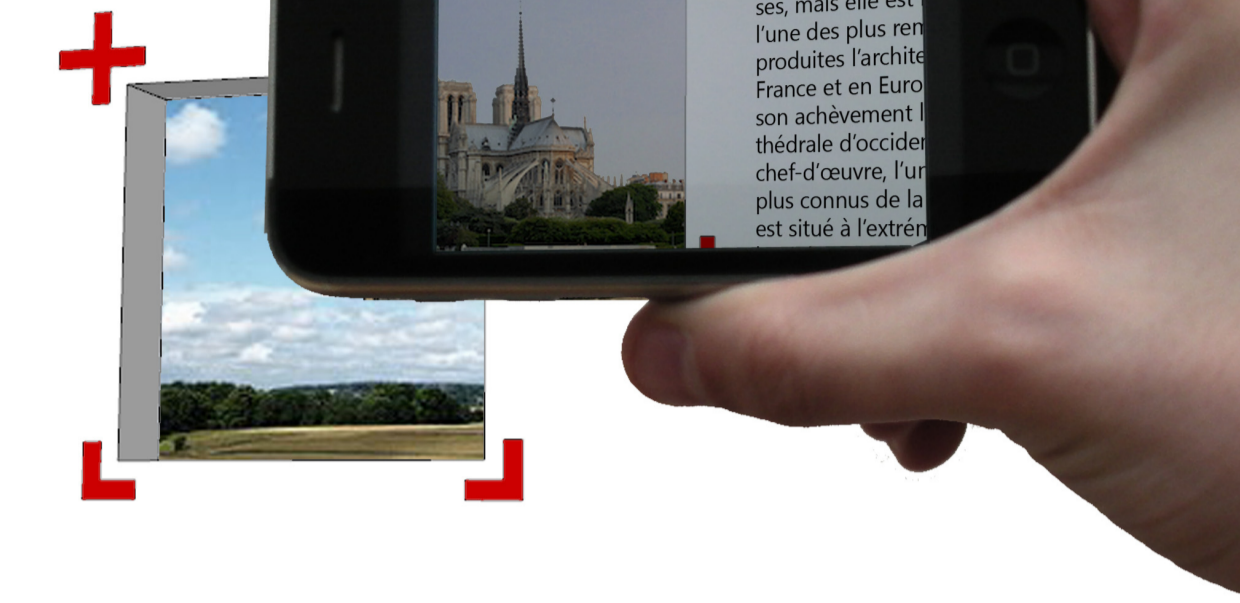 ses, mais elle est
l'une des plus rem
produites l'archite
France et en Euro
son achèvement l
thédrale d'occiden
chef-d'œuvre, l'un
plus connus de la
est situé à l'extrém